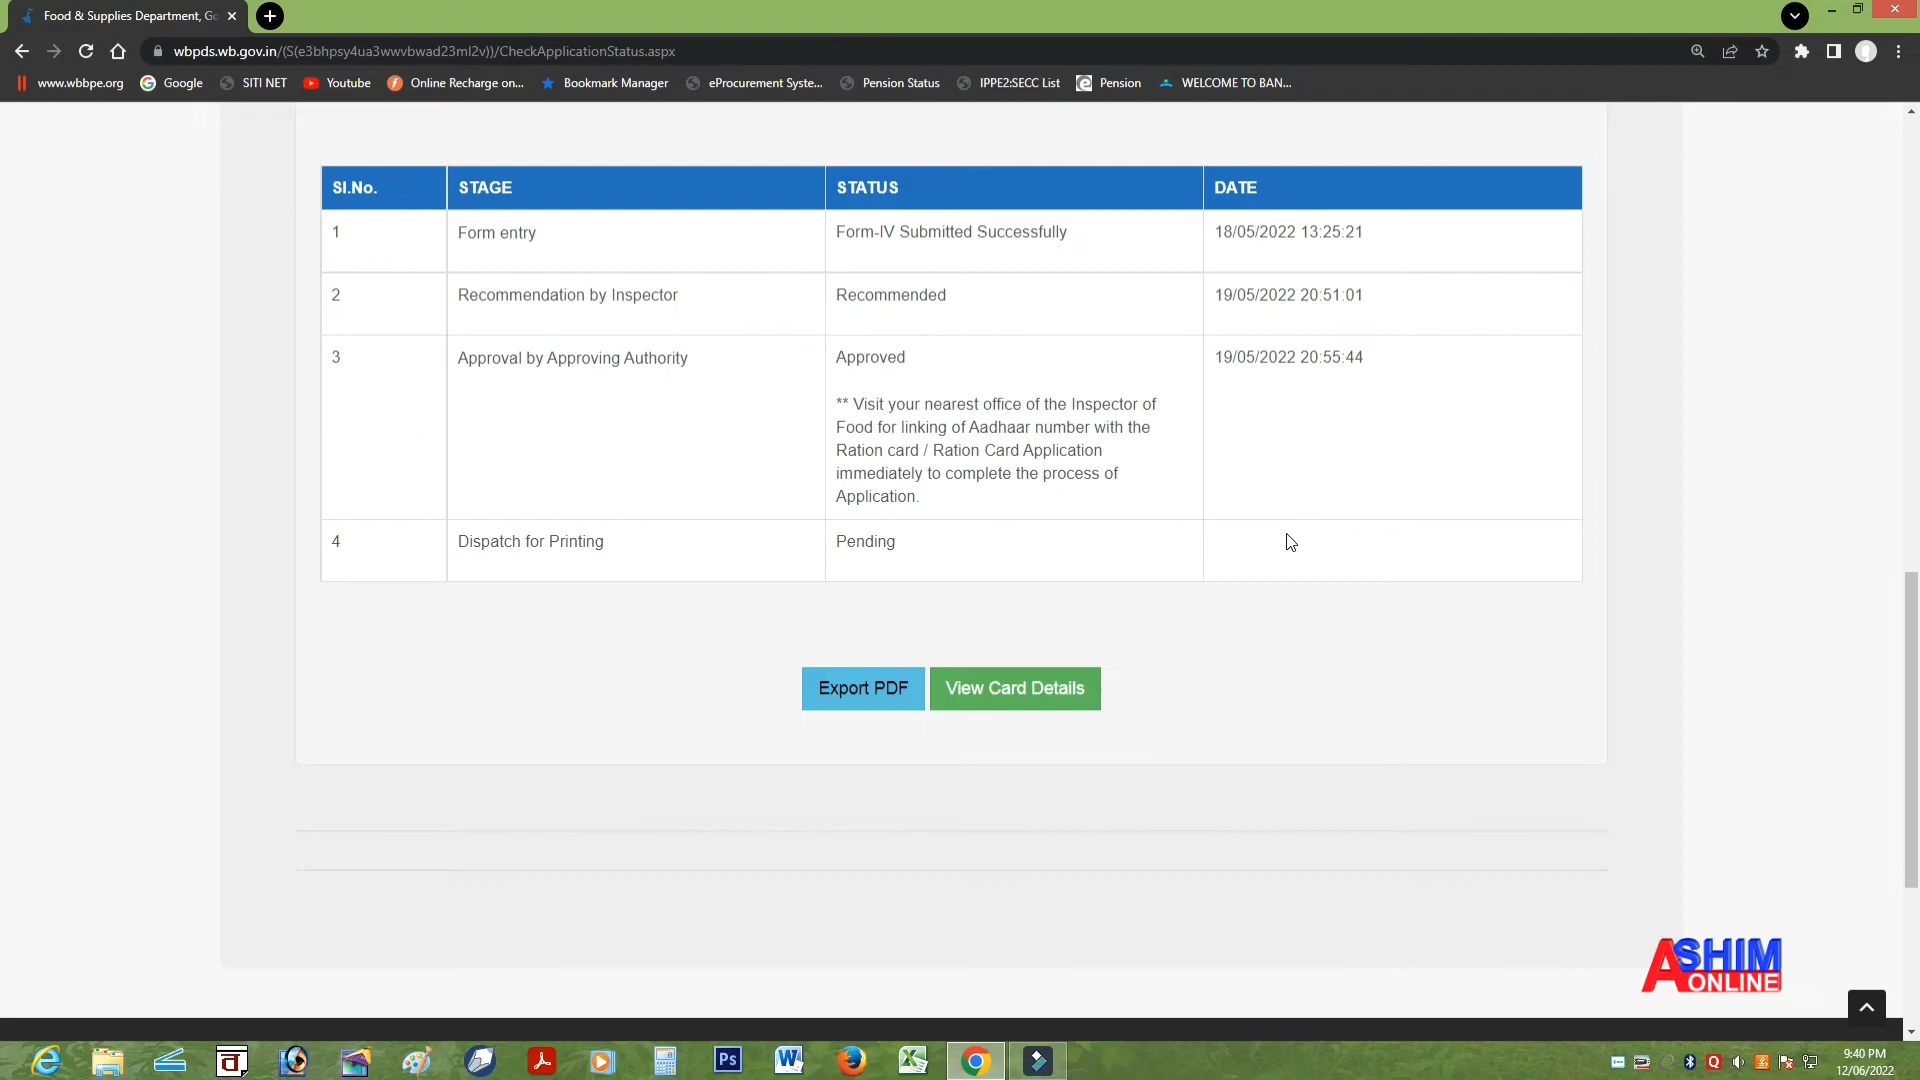 Food & Supplies Department, Go
wbpds.wb.gov.in/(S(e3bhpsy4ua3wwvbwad23ml2v))/CheckApplicationStatus.aspx
www.wbbpe.org Google SITI NET Youtube Online Recharge on... Bookmark Manager eProcurement Syste... Pension Status IPPE2:SECC List Pension WELCOME TO BAN...
Sl.No. STAGE STATUS DATE
1 Form entry Form-IV Submitted Successfully 18/05/2022 13:25:21
2 Recommendation by Inspector Recommended 19/05/2022 20:51:01
3 Approval by Approving Authority Approved 19/05/2022 20:55:44
** Visit your nearest office of the Inspector of
Food for linking of Aadhaar number with the
Ration card / Ration Card Application
immediately to complete the process of
Application.
4 Dispatch for Printing Pending
Export PDF View Card Details
ASHIM
ONLINE
Ps
9:40 PM
12/06/2022